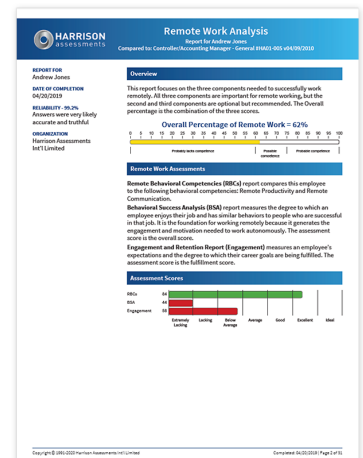 HARRISON
assessments
Remote Work Analysis
Report for Andrew Jones
Compared to: Controller/Accounting Manager - General #HA01-805 v04/09/2010
REPORT FOR
Andrew Jones
DATE OF COMPLETION
04/20/2019
RELIABILITY - 99.2%
Answers were very likely
accurate and truthful
ORGANIZATION
Harrison Assessments
Int'l Limited
Overview
This report focuses on the three components needed to successfully work
remotely. All three components are important for remote working, but the
second and third components are optional but recommended. The Overall
percentage is the combination of the three scores.
Overall Percentage of Remote Work = 62%
0 5 10 15 20 25 30 35 40 45 50 55 60 65 70 75 80 85 90 95 100
Probably lacks competence
Possible
competence
Probable competence
Remote Work Assessments
Remote Behavioral Competencies (RBCs) report compares this employee
to the following behavioral competencies: Remote Productivity and Remote
Communication.
Behavioral Success Analysis (BSA) report measures the degree to which an
employee enjoys their job and has similar behaviors to people who are successful
in that job. It is the foundation for working remotely because it generates the
engagement and motivation needed to work autonomously. The assessment
score is the overall score.
Engagement and Retention Report (Engagement) measures an employee's
expectations and the degree to which their career goals are being fulfilled. The
assessment score is the fulfillment score.
Assessment Scores
RBCs
BSA
Engagement
Extremely
Lacking
Lacking
Below
Average
Average
Good
Excellent
Ideal
Copyright © 1991-2020 Harrison Assessments Int'l Limited
Completed: 04/20/2019 | Page 2 of 51